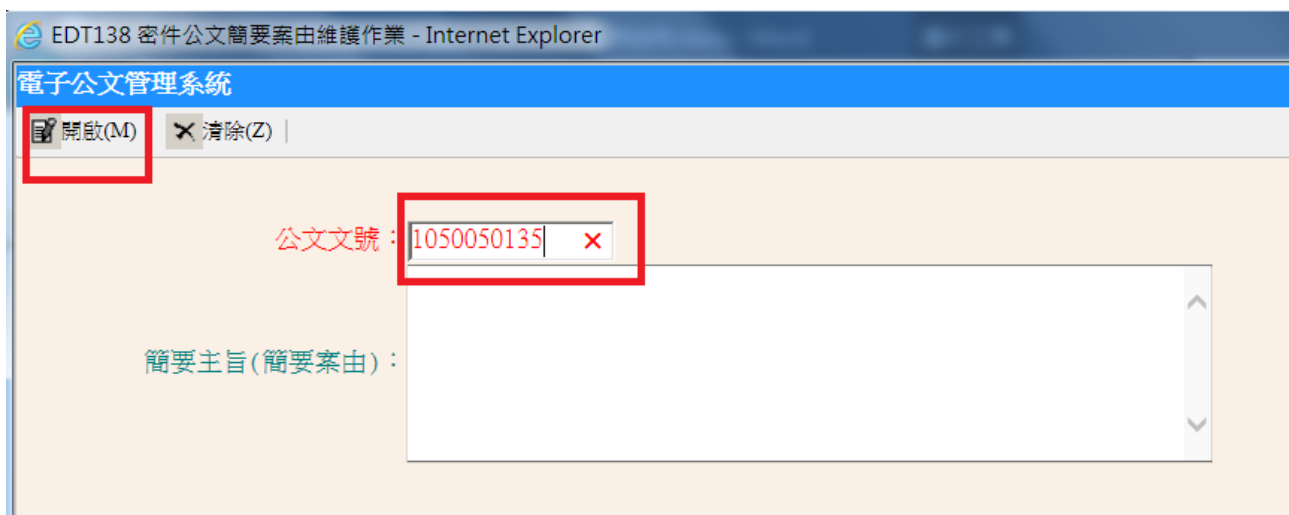 EDT138 密件公文簡要案由維護作業 - Internet Explorer
電子公文管理系統
開啟(M) 清除(Z)
公文文號：1050050135
簡要主旨(簡要案由)：